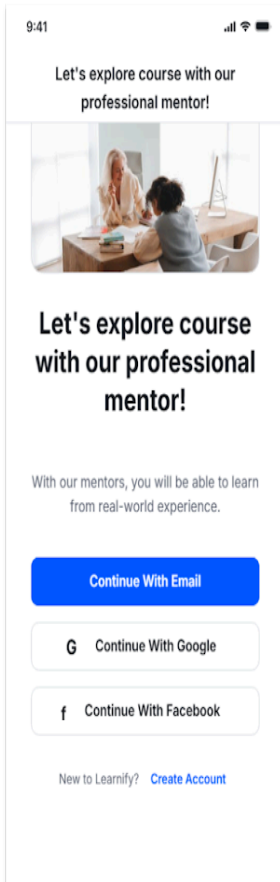 9:41
Let's explore course with our
professional mentor!
Let's explore course
with our professional
mentor!
With our mentors, you will be able to learn
from real-world experience.
Continue With Email
G Continue With Google
f Continue With Facebook
New to Learnify? Create Account